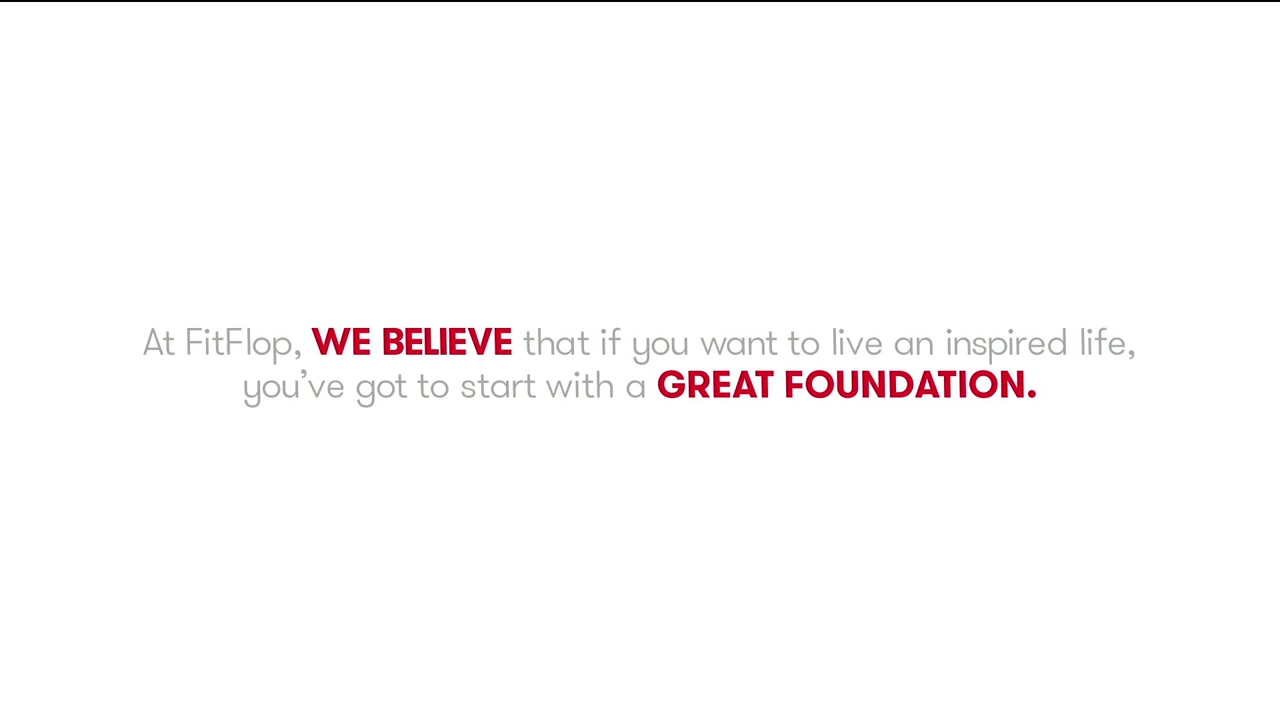 At FitFlop, WE BELIEVE that if you want to live an inspired life,
you’ve got to start with a GREAT FOUNDATION.